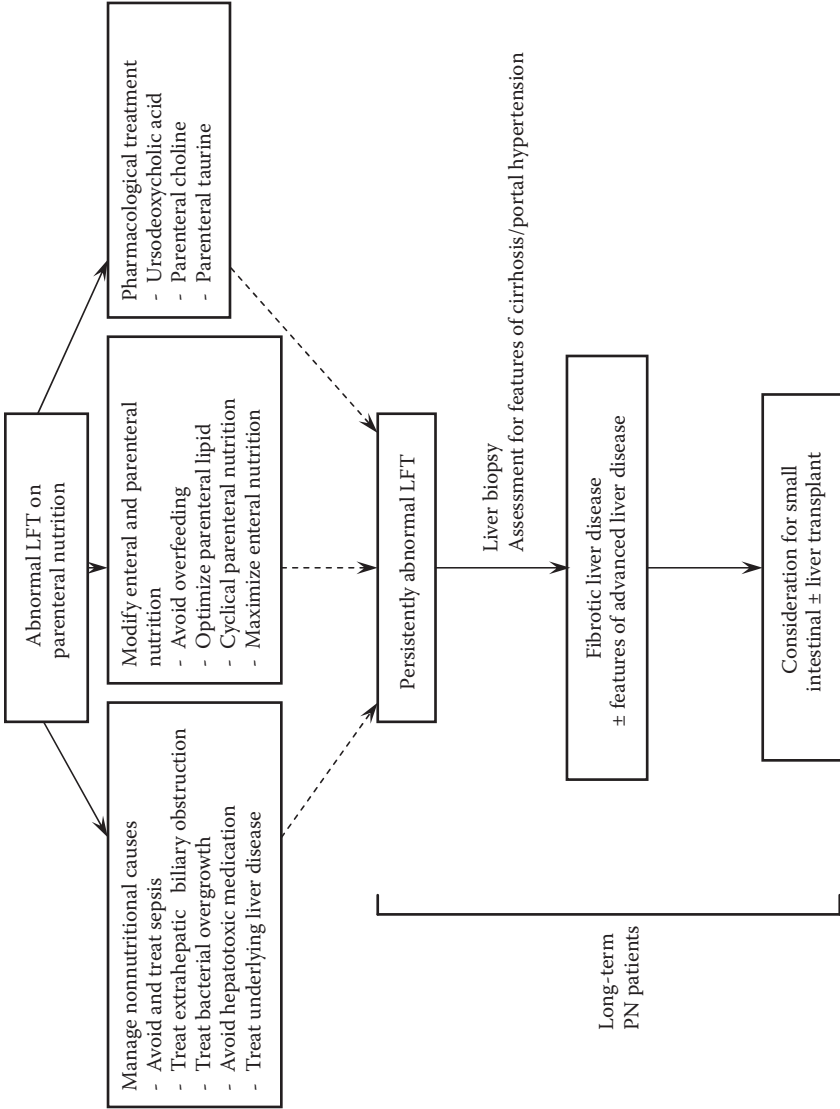 Abnormal LFT on
parenteral nutrition
Manage nonnutritional causes
- Avoid and treat sepsis
- Treat extrahepatic biliary obstruction
- Treat bacterial overgrowth
- Avoid hepatotoxic medication
- Treat underlying liver disease
Modify enteral and parenteral
nutrition
- Avoid overfeeding
- Optimize parenteral lipid
- Cyclical parenteral nutrition
- Maximize enteral nutrition
Pharmacological treatment
- Ursodeoxycholic acid
- Parenteral choline
- Parenteral taurine
Persistently abnormal LFT
Liver biopsy
Assessment for features of cirrhosis/portal hypertension
Fibrotic liver disease
± features of advanced liver disease
Long-term
PN patients
Consideration for small
intestinal ± liver transplant